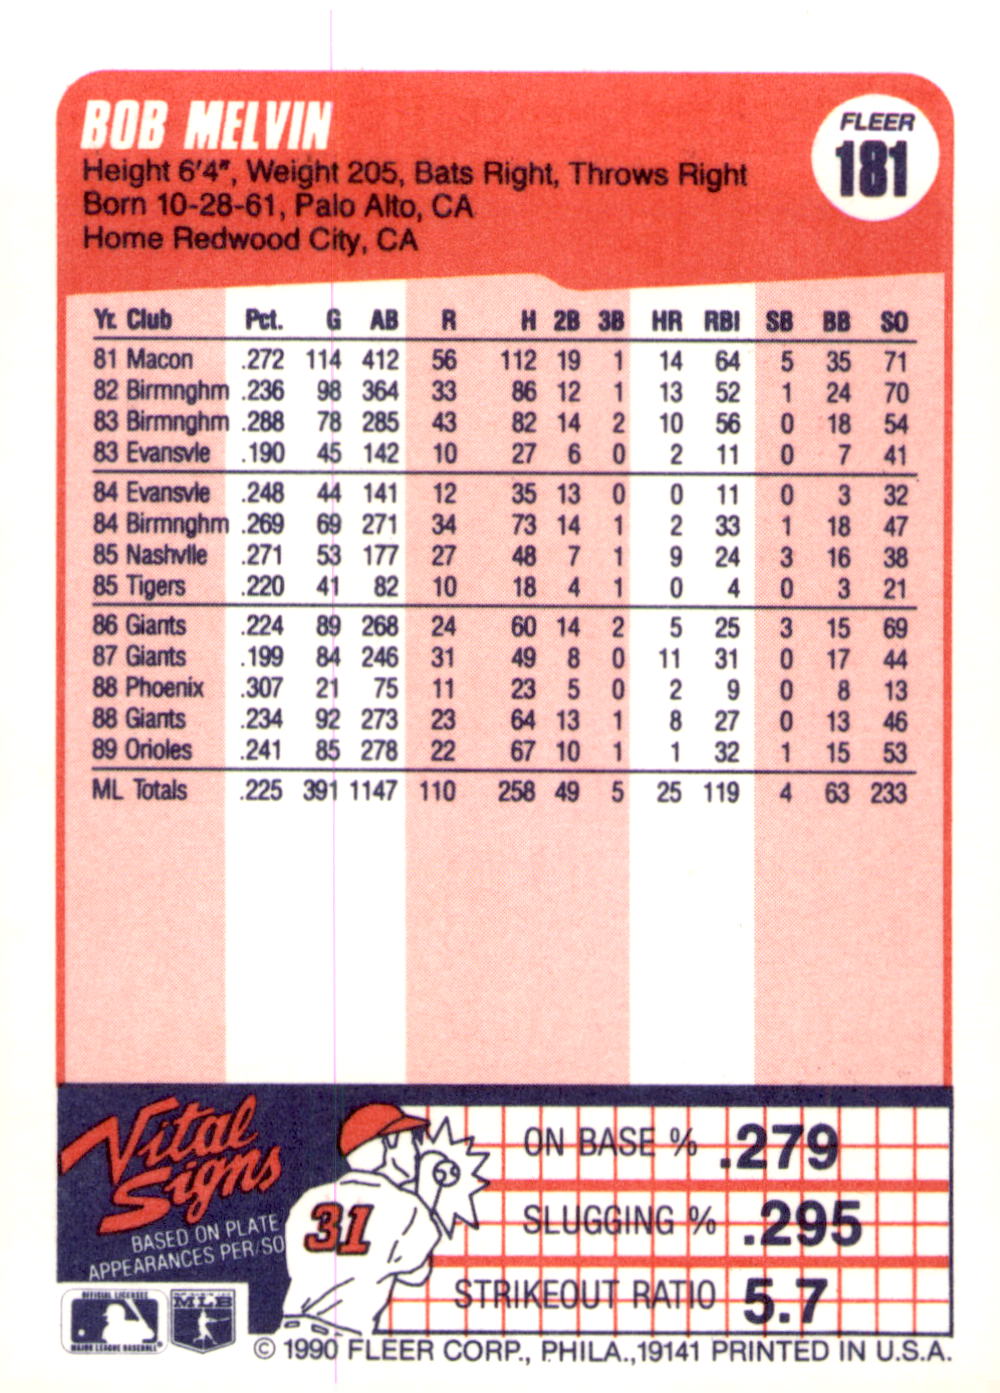 BOB MELVIN
FLEER
181
Height 6'4", Weight 205, Bats Right, Throws Right
Born 10-28-61, Palo Alto, CA
Home Redwood City, CA
Yr. Club Pct. G AB R H 2B 3B HR RBI SB BB SO
81 Macon .272 114 412 56 112 19 1 14 64 5 35 71
82 Birmnghm .236 98 364 33 86 12 1 13 52 1 24 70
83 Birmnghm .288 78 285 43 82 14 2 10 56 0 18 54
83 Evansvle .190 45 142 10 27 6 0 2 11 0 7 41
84 Evansvle .248 44 141 12 35 13 0 0 11 0 3 32
84 Birmnghm .269 69 271 34 73 14 1 2 33 1 18 47
85 Nashvlle .271 53 177 27 48 7 1 9 24 3 16 38
85 Tigers .220 41 82 10 18 4 1 0 4 0 3 21
86 Giants .224 89 268 24 60 14 2 5 25 3 15 69
87 Giants .199 84 246 31 49 8 0 11 31 0 17 44
88 Phoenix .307 21 75 11 23 5 0 2 9 0 8 13
88 Giants .234 92 273 23 64 13 1 8 27 0 13 46
89 Orioles .241 85 278 22 67 10 1 1 32 1 15 53
ML Totals .225 391 1147 110 258 49 5 25 119 4 63 233
Vital
Signs
BASED ON PLATE
APPEARANCES PER/SO
31
ON BASE % .279
SLUGGING % .295
STRIKEOUT RATIO 5.7
OFFICIAL LICENSEE
MAJOR LEAGUE BASEBALL
MLB
© 1990 FLEER CORP., PHILA.,19141 PRINTED IN U.S.A.